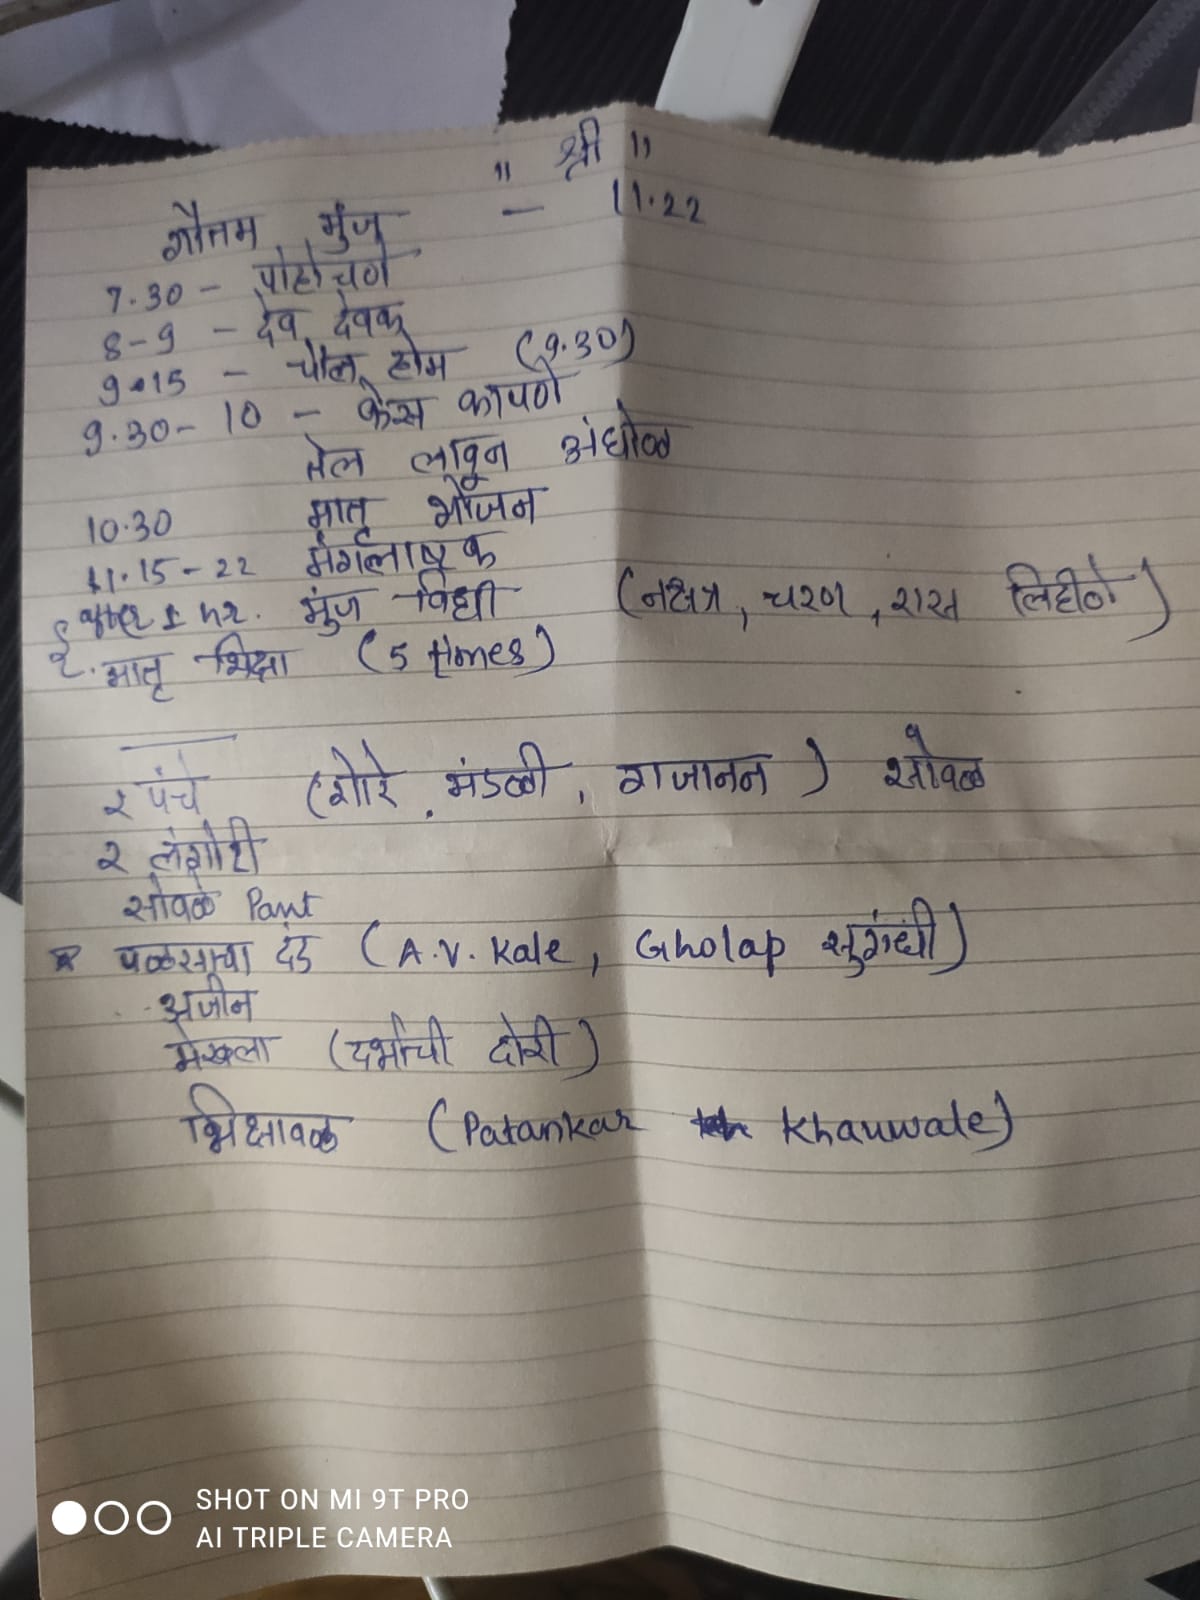 " श्री "
गौतम मुंज - 11.22
7.30 - पोहोचणे
8-9 - देव देवक
9.15 - चौल होम (9.30)
9.30-10 - केस कापणे
तेल लावून अंघोळ
10.30 मातृ भोजन
11.15-22 मंगलाष्टक
after 1 hr. मुंज विधी (नक्षत्र, चरण, रास लिहीणे)
मातृ भिक्षा (5 times)
२ पंचे (गोरे मंडळी, गजानन) सोवळ
२ लंगोटी
सोवळे Pant
पळसाचा दंड (A.V. Kale, Gholap सुगंधी)
अजीन
मेखला (दर्भाची दोरी)
भिक्षावळ (Patankar Khauwale)
SHOT ON MI 9T PRO
AI TRIPLE CAMERA